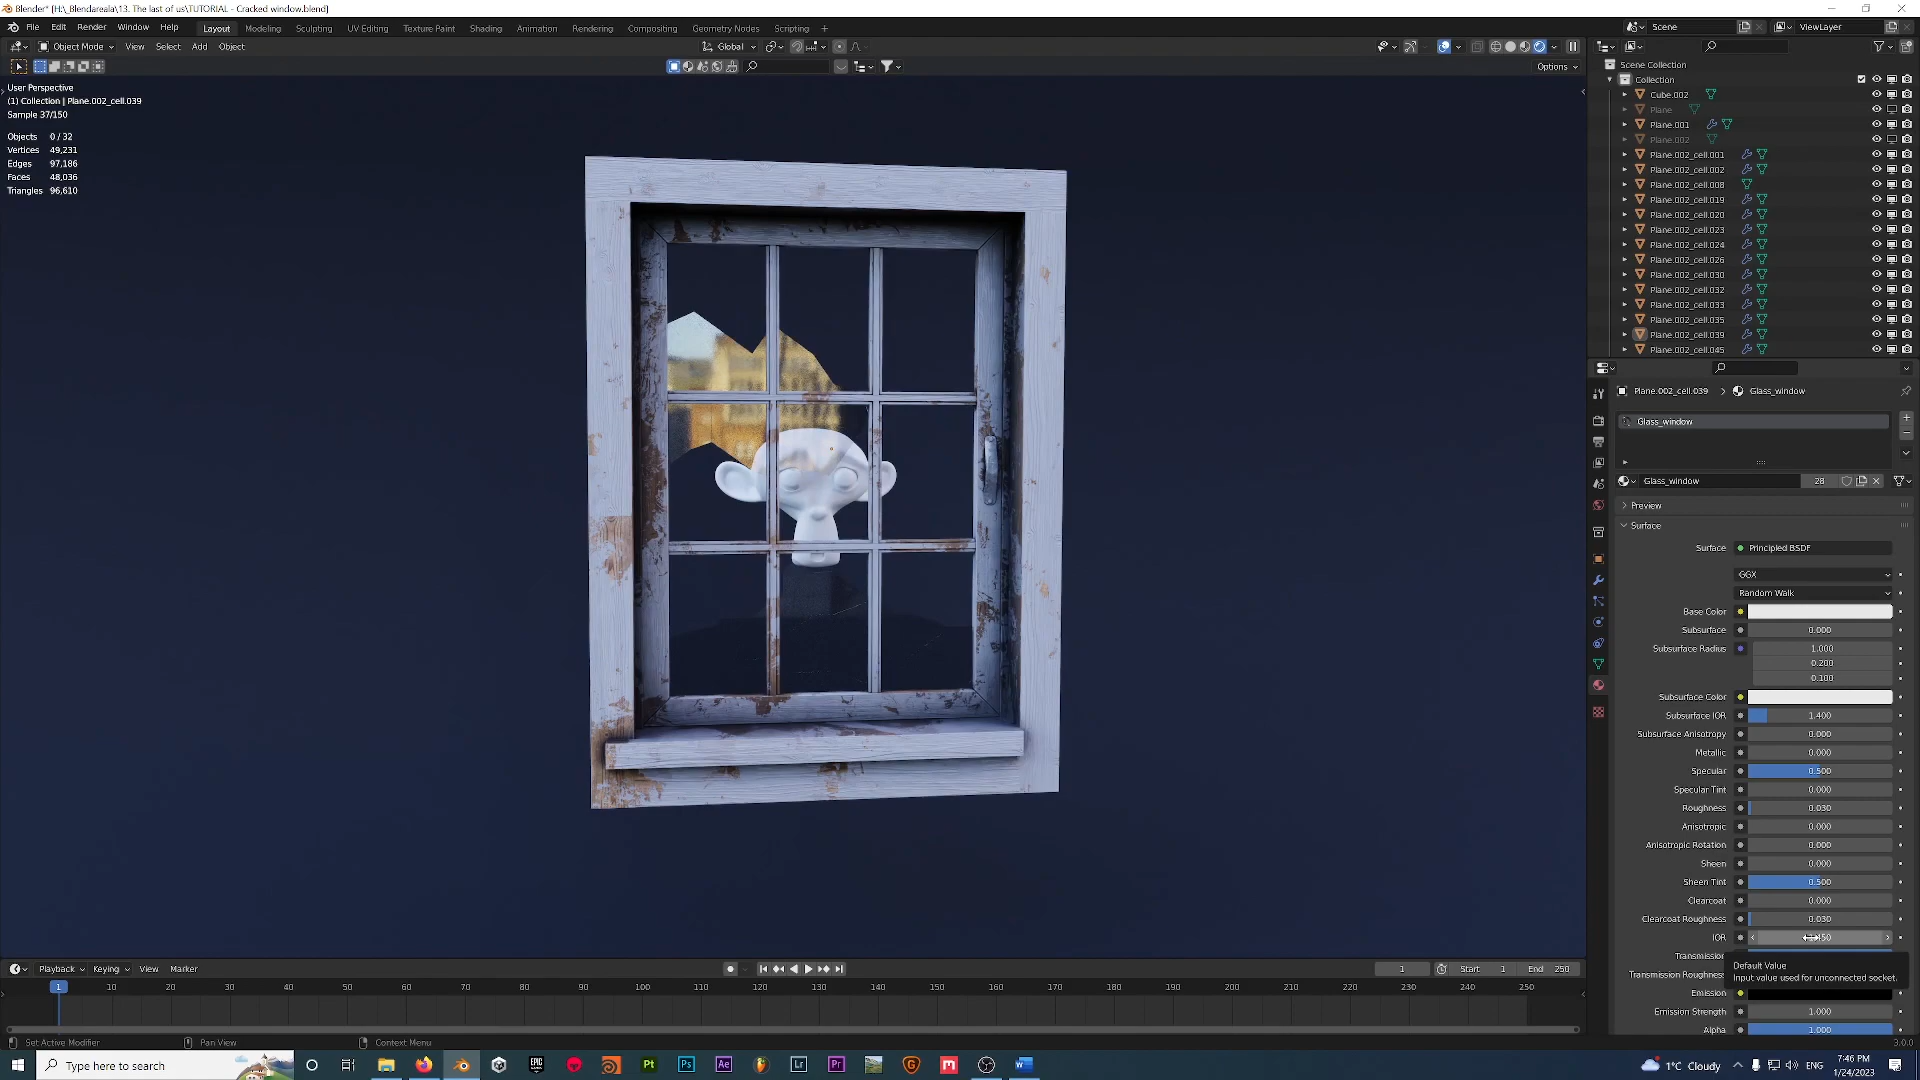 Blender* [H:\_Blendareala\13. The last of us\TUTORIAL - Cracked window.blend]
File Edit Render Window Help Layout Modeling Sculpting UV Editing Texture Paint Shading Animation Rendering Compositing Geometry Nodes Scripting + Scene ViewLayer
Object Mode View Select Add Object Global
Options
User Perspective
(1) Collection | Plane.002_cell.039
Sample 37/150
Objects 0 / 32
Vertices 49,231
Edges 97,186
Faces 48,036
Triangles 96,610
Scene Collection
Collection
Cube.002
Plane
Plane.001
Plane.002
Plane.002_cell.001
Plane.002_cell.002
Plane.002_cell.008
Plane.002_cell.019
Plane.002_cell.020
Plane.002_cell.023
Plane.002_cell.024
Plane.002_cell.026
Plane.002_cell.030
Plane.002_cell.032
Plane.002_cell.033
Plane.002_cell.035
Plane.002_cell.039
Plane.002_cell.045
Plane.002_cell.039 > Glass_window
Glass_window
Glass_window 28
Preview
Surface
Surface Principled BSDF
GGX
Random Walk
Base Color
Subsurface 0.000
Subsurface Radius 1.000
0.200
0.100
Subsurface Color
Subsurface IOR 1.400
Subsurface Anisotropy 0.000
Metallic 0.000
Specular 0.500
Specular Tint 0.000
Roughness 0.030
Anisotropic 0.000
Anisotropic Rotation 0.000
Sheen 0.000
Sheen Tint 0.500
Clearcoat 0.000
Clearcoat Roughness 0.030
IOR
Transmission
Default Value
Transmission Roughness
Input value used for unconnected socket.
Emission
Emission Strength 1.000
Alpha 1.000
Playback Keying View Marker 1 Start 1 End 250
1 10 20 30 40 50 60 70 80 90 100 110 120 130 140 150 160 170 180 190 200 210 220 230 240 250
Set Active Modifier Pan View Context Menu 3.0.0
Type here to search EPIC GAMES Pt Ps Ae Lr Pr G M W 1°C Cloudy ENG 7:46 PM
1/24/2023